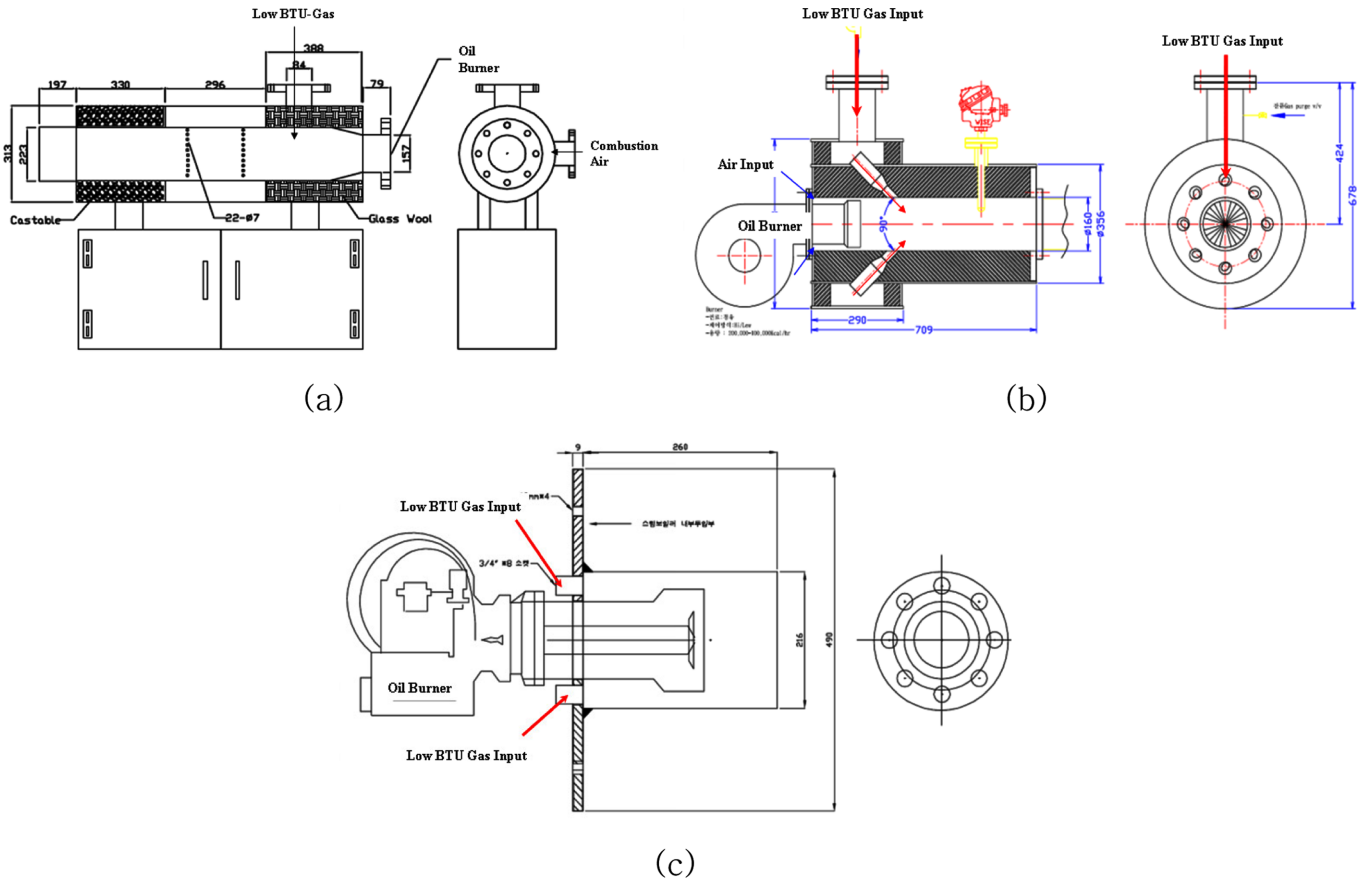 Low BTU-Gas
388
84
Oil
Burner
197
330
296
79
313
223
157
Combustion
Air
Castable
22-ø7
Glass Wool
(a)
Low BTU Gas Input
Low BTU Gas Input
Air Input
Oil Burner
90°
ø160
ø356
290
709
Burner
424
678
(b)
9
260
Low BTU Gas Input
3/4" *8 소켓
216
490
Oil Burner
Low BTU Gas Input
(c)